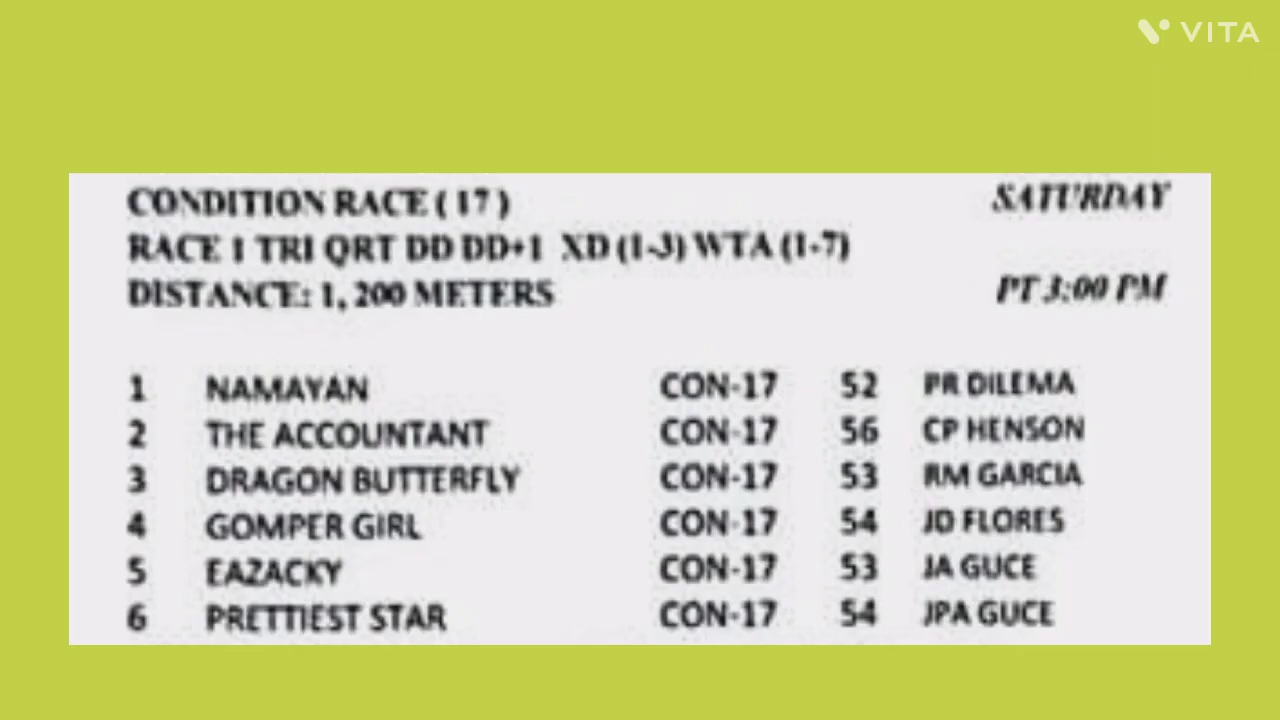 VITA
CONDITION RACE ( 17 )
SATURDAY
RACE 1 TRI QRT DD DD+1 XD (1-3) WTA (1-7)
DISTANCE: 1, 200 METERS
PT 3:00 PM
1 NAMAYAN CON-17 52 PR DILEMA
2 THE ACCOUNTANT CON-17 56 CP HENSON
3 DRAGON BUTTERFLY CON-17 53 RM GARCIA
4 GOMPER GIRL CON-17 54 JD FLORES
5 EAZACKY CON-17 53 JA GUCE
6 PRETTIEST STAR CON-17 54 JPA GUCE